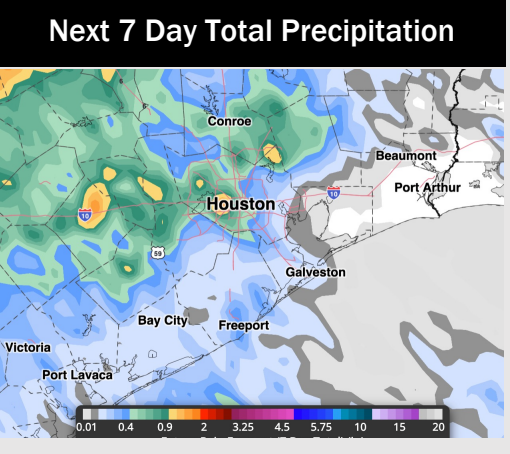 Next 7 Day Total Precipitation
Conroe
Beaumont
10
Port Arthur
Houston
10
59
Galveston
Bay City
Freeport
Victoria
Port Lavaca
0.01 0.4 0.9 2 3.25 4.5 5.75 10 15 20